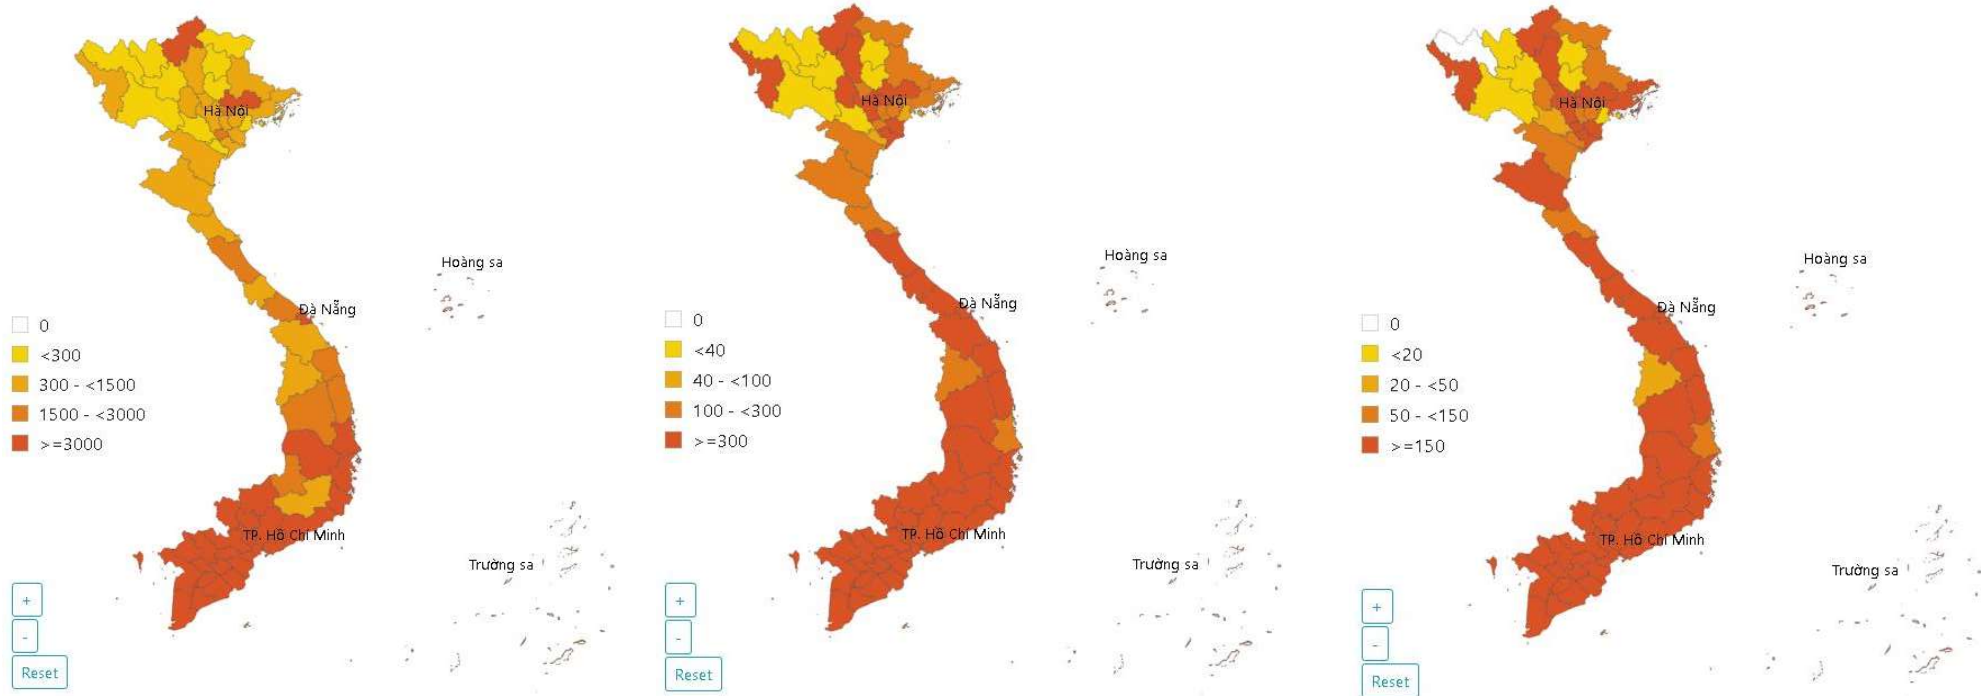 Hà Nội
Hoàng sa
Đà Nẵng
0
<300
300 - <1500
1500 - <3000
>=3000
TP. Hồ Chí Minh
Trường sa
+
-
Reset
Hà Nội
Hoàng sa
Đà Nẵng
0
<40
40 - <100
100 - <300
>=300
TP. Hồ Chí Minh
Trường sa
+
-
Reset
Hà Nội
Hoàng sa
Đà Nẵng
0
<20
20 - <50
50 - <150
>=150
TP. Hồ Chí Minh
Trường sa
+
-
Reset